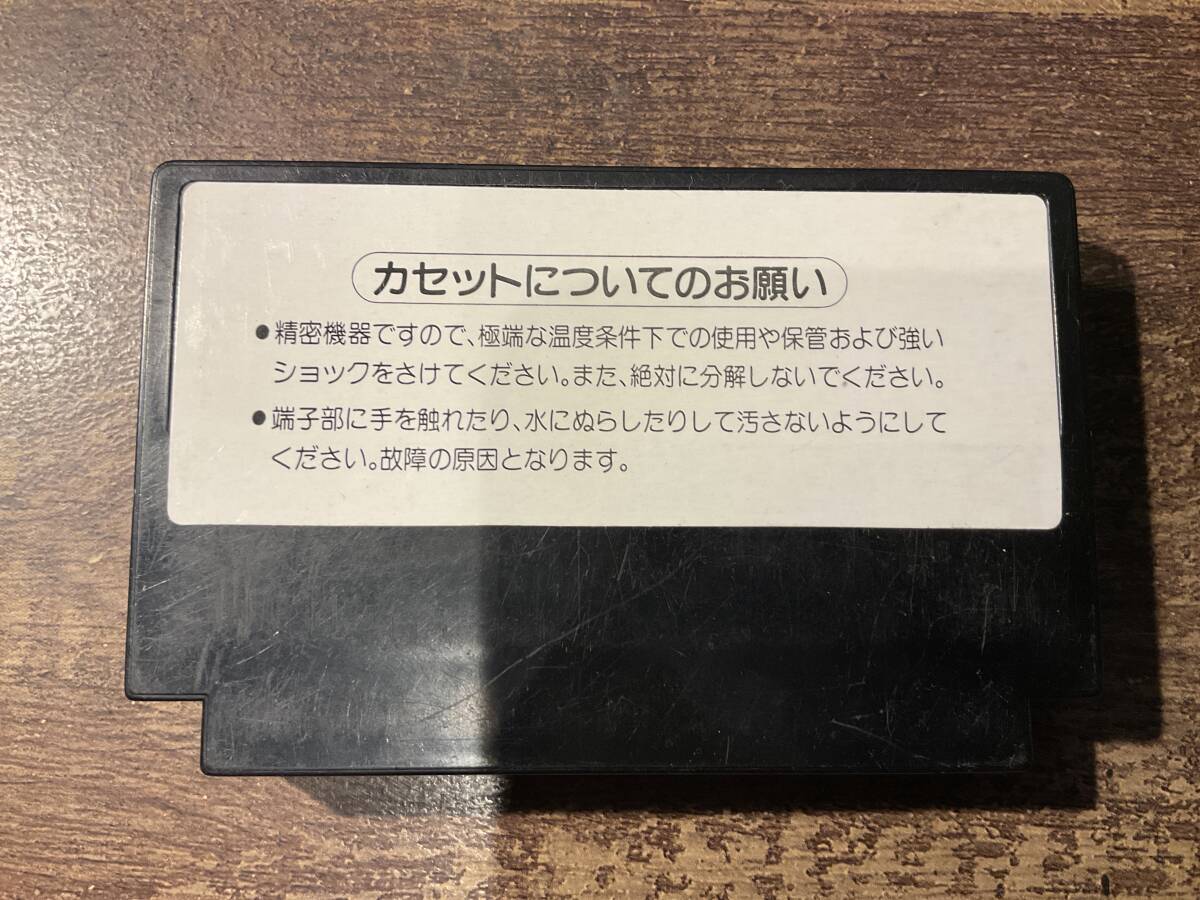 カセットについてのお願い
●精密機器ですので、極端な温度条件下での使用や保管および強い
ショックをさけてください。また、絶対に分解しないでください。
●端子部に手を触れたり、水にぬらしたりして汚さないようにして
ください。故障の原因となります。